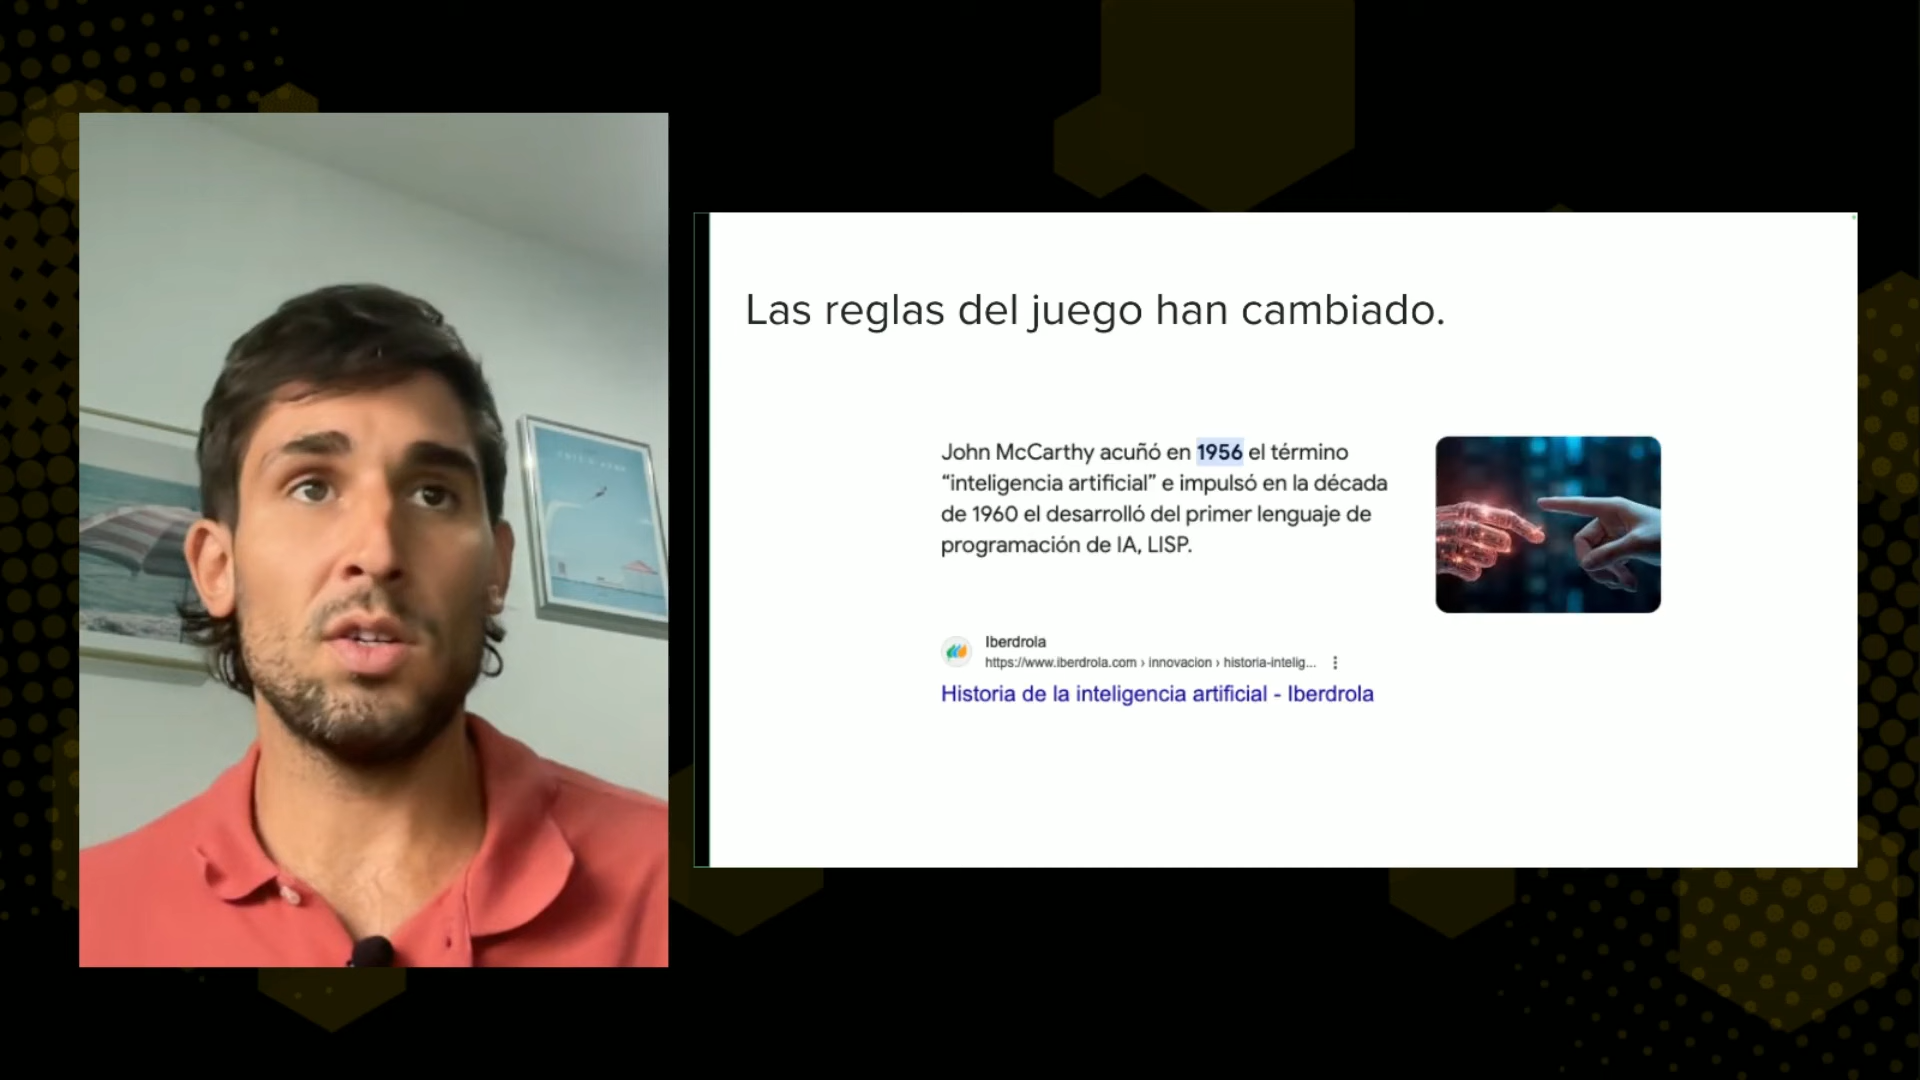 Las reglas del juego han cambiado.
John McCarthy acuñó en 1956 el término
“inteligencia artificial” e impulsó en la década
de 1960 el desarrolló del primer lenguaje de
programación de IA, LISP.
Iberdrola
https://www.iberdrola.com › innovacion › historia-intelig...
Historia de la inteligencia artificial - Iberdrola